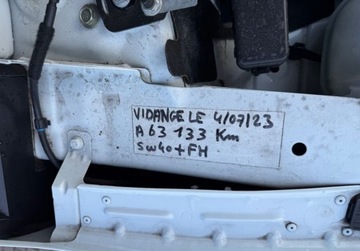 VIDANGE LE 4/07/23
A 63 133 Km
5W40+FH